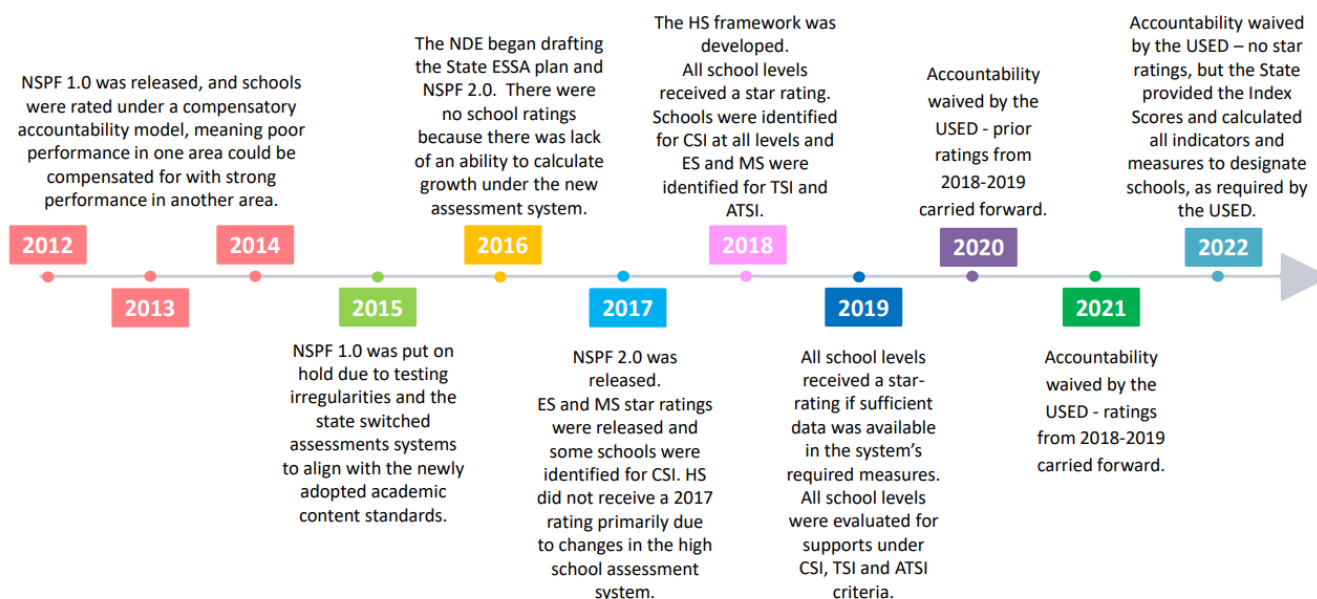 NSPF 1.0 was released, and schools
were rated under a compensatory
accountability model, meaning poor
performance in one area could be
compensated for with strong
performance in another area.
The NDE began drafting
the State ESSA plan and
NSPF 2.0.  There were
no school ratings
because there was lack
of an ability to calculate
growth under the new
assessment system.
The HS framework was
developed.
All school levels
received a star rating.
Schools were identified
for CSI at all levels and
ES and MS were
identified for TSI and
ATSI.
Accountability
waived by the
USED - prior
ratings from
2018-2019
carried forward.
Accountability waived
by the USED – no star
ratings, but the State
provided the Index
Scores and calculated
all indicators and
measures to designate
schools, as required by
the USED.
2012
2014
2016
2018
2020
2022
2013
2015
2017
2019
2021
NSPF 1.0 was put on
hold due to testing
irregularities and the
state switched
assessments systems
to align with the newly
adopted academic
content standards.
NSPF 2.0 was
released.
ES and MS star ratings
were released and
some schools were
identified for CSI. HS
did not receive a 2017
rating primarily due
to changes in the high
school assessment
system.
All school levels
received a star-
rating if sufficient
data was available
in the system's
required measures.
All school levels
were evaluated for
supports under
CSI, TSI and ATSI
criteria.
Accountability
waived by the
USED - ratings
from 2018-2019
carried forward.